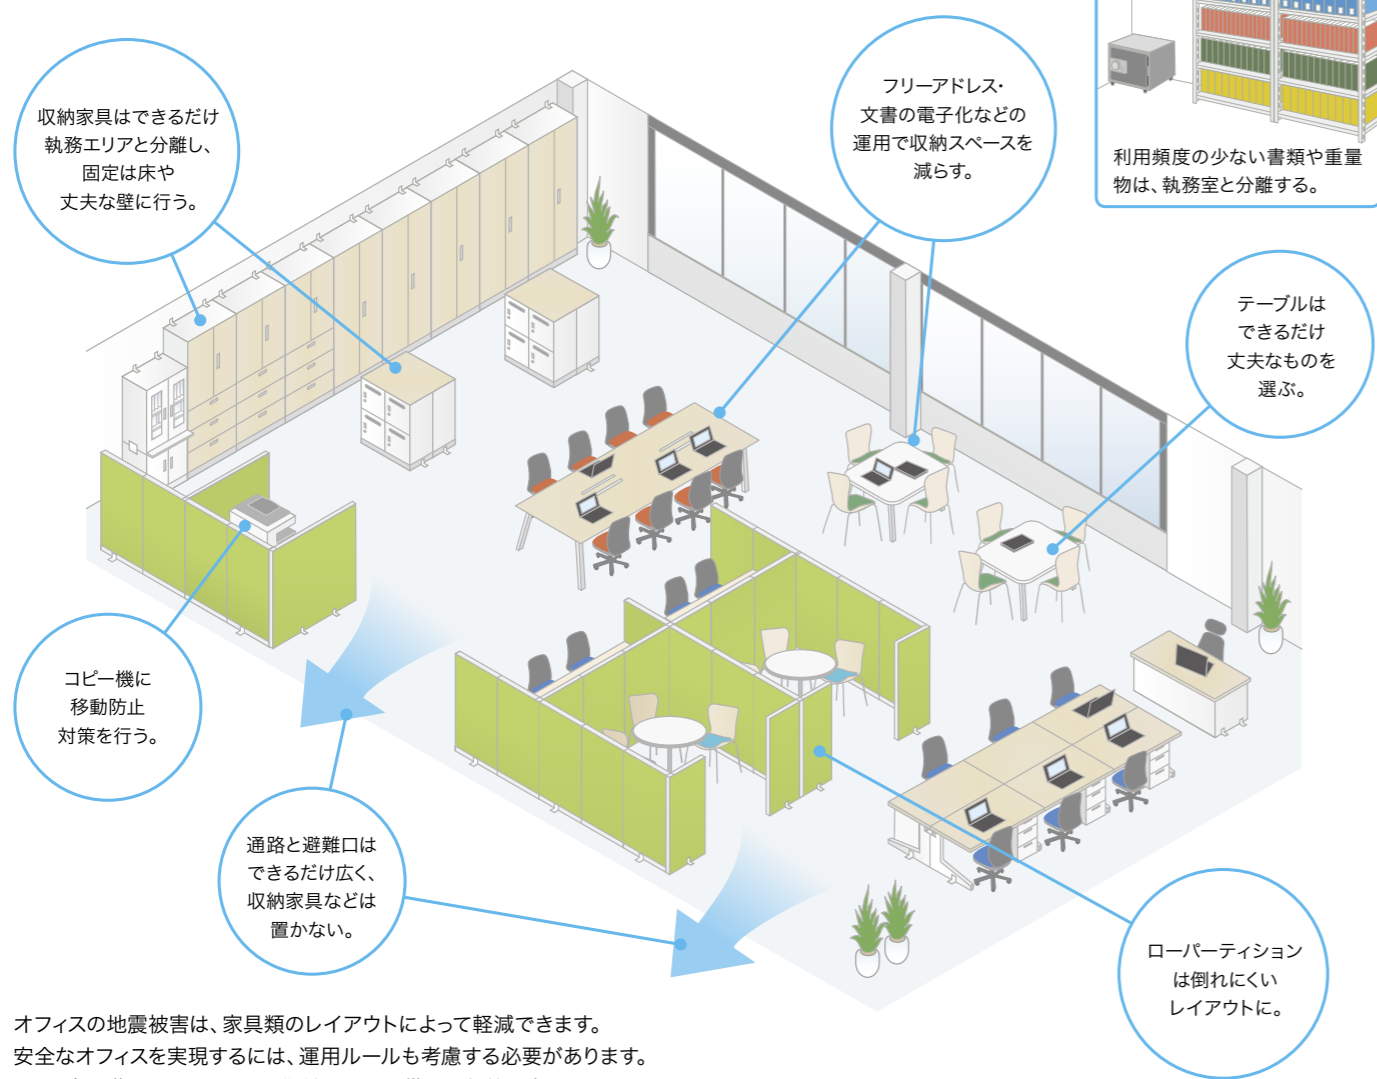 収納家具はできるだけ
執務エリアと分離し、
固定は床や
丈夫な壁に行う。
フリーアドレス・
文書の電子化などの
運用で収納スペースを
減らす。
利用頻度の少ない書類や重量
物は、執務室と分離する。
テーブルは
できるだけ
丈夫なものを
選ぶ。
コピー機に
移動防止
対策を行う。
通路と避難口は
できるだけ広く、
収納家具などは
置かない。
ローパーティション
は倒れにくい
レイアウトに。
オフィスの地震被害は、家具類のレイアウトによって軽減できます。
安全なオフィスを実現するには、運用ルールも考慮する必要があります。